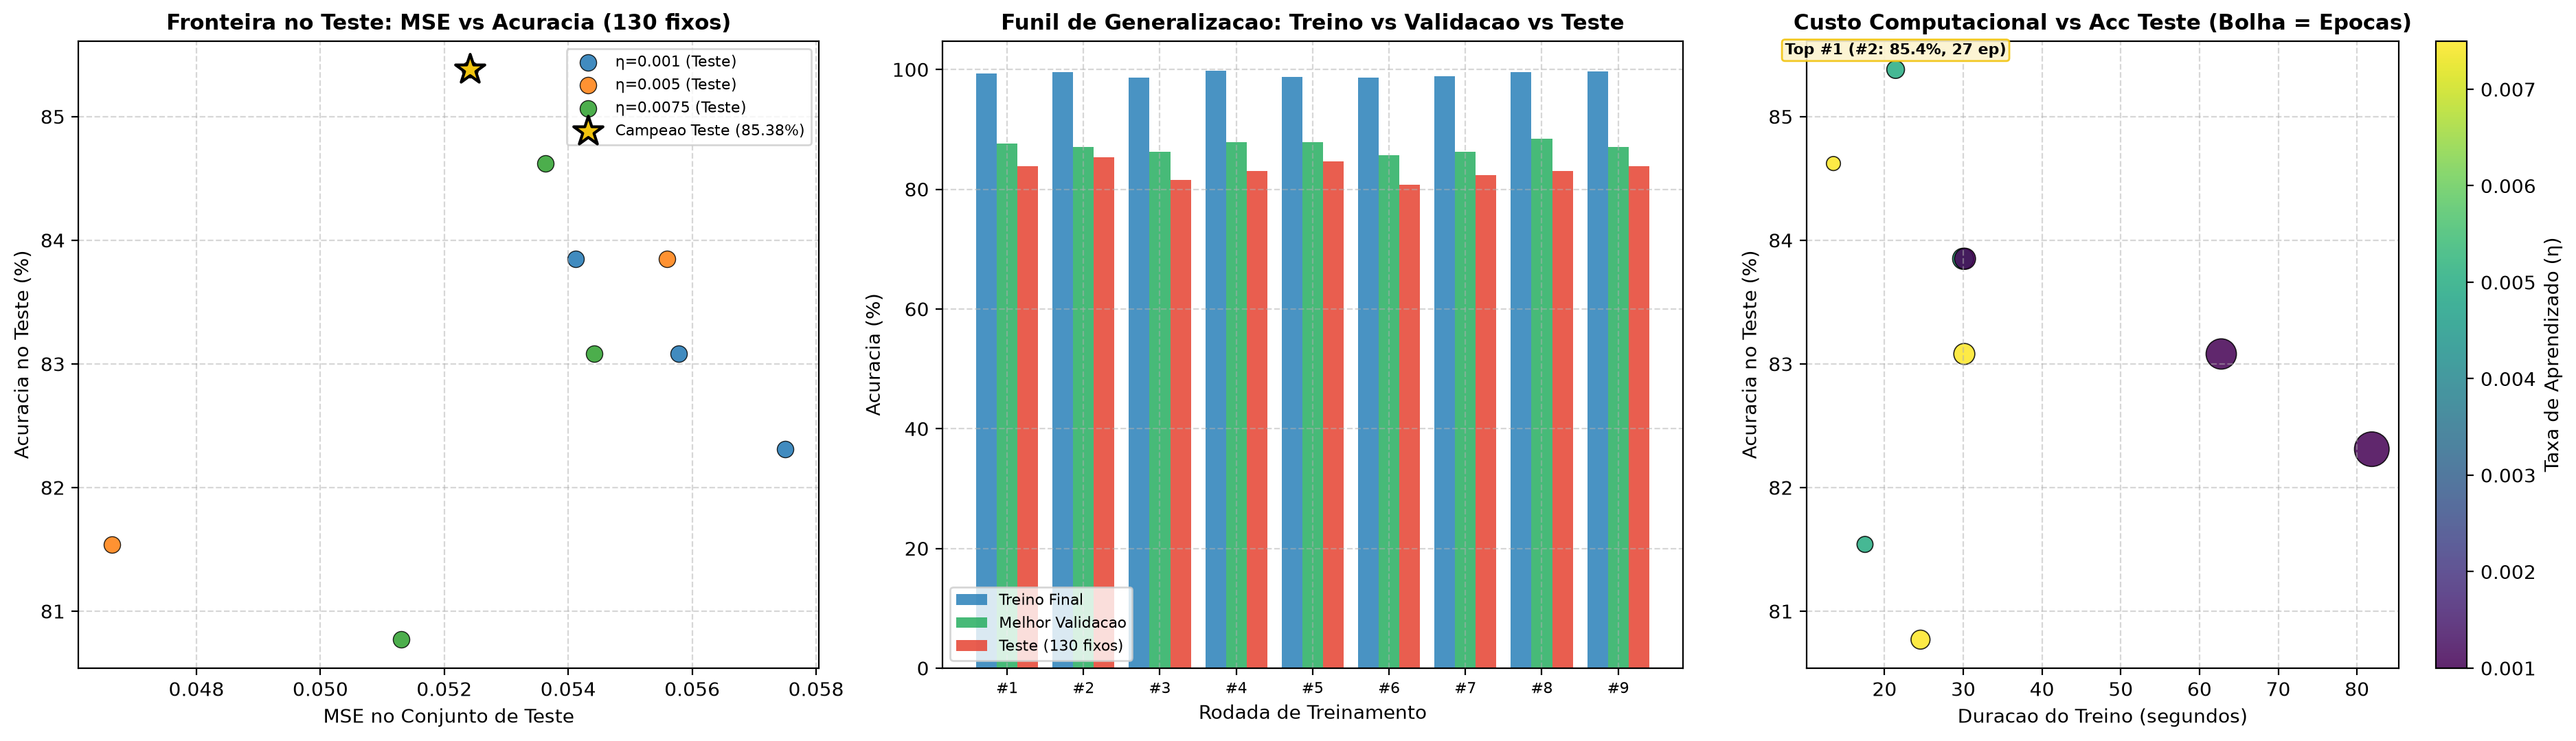 Fronteira no Teste: MSE vs Acuracia (130 fixos)
η=0.001 (Teste)
η=0.005 (Teste)
η=0.0075 (Teste)
Campeao Teste (85.38%)
Acuracia no Teste (%)
85
84
83
82
81
0.048 0.050 0.052 0.054 0.056 0.058
MSE no Conjunto de Teste
Funil de Generalizacao: Treino vs Validacao vs Teste
Acuracia (%)
100
80
60
40
20
0
Treino Final
Melhor Validacao
Teste (130 fixos)
#1 #2 #3 #4 #5 #6 #7 #8 #9
Rodada de Treinamento
Custo Computacional vs Acc Teste (Bolha = Epocas)
Top #1 (#2: 85.4%, 27 ep)
Acuracia no Teste (%)
85
84
83
82
81
20 30 40 50 60 70 80
Duracao do Treino (segundos)
0.007
0.006
0.005
0.004
0.003
0.002
0.001
Taxa de Aprendizado (η)